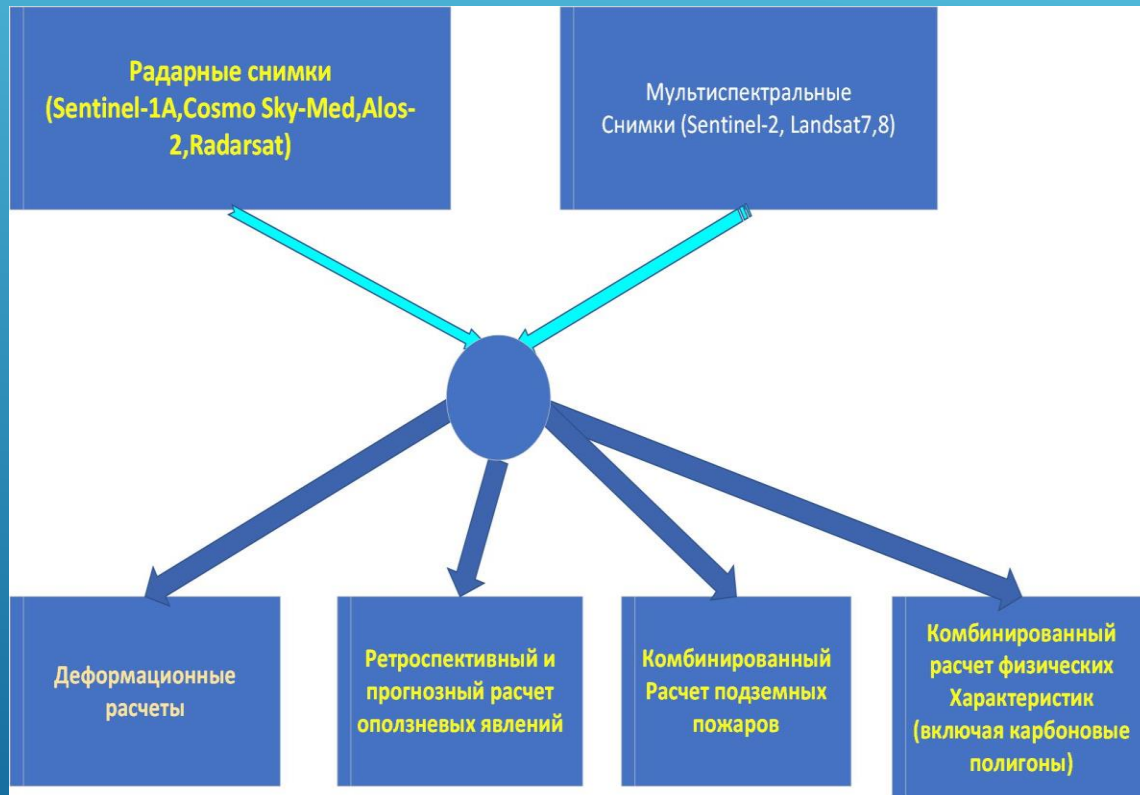 Радарные снимки
(Sentinel-1A,Cosmo Sky-Med,Alos-
2,Radarsat)
Мультиспектральные
Снимки (Sentinel-2, Landsat7,8)
Деформационные
расчеты
Ретроспективный и
прогнозный расчет
оползневых явлений
Комбинированный
Расчет подземных
пожаров
Комбинированный
расчет физических
Характеристик
(включая карбоновые
полигоны)